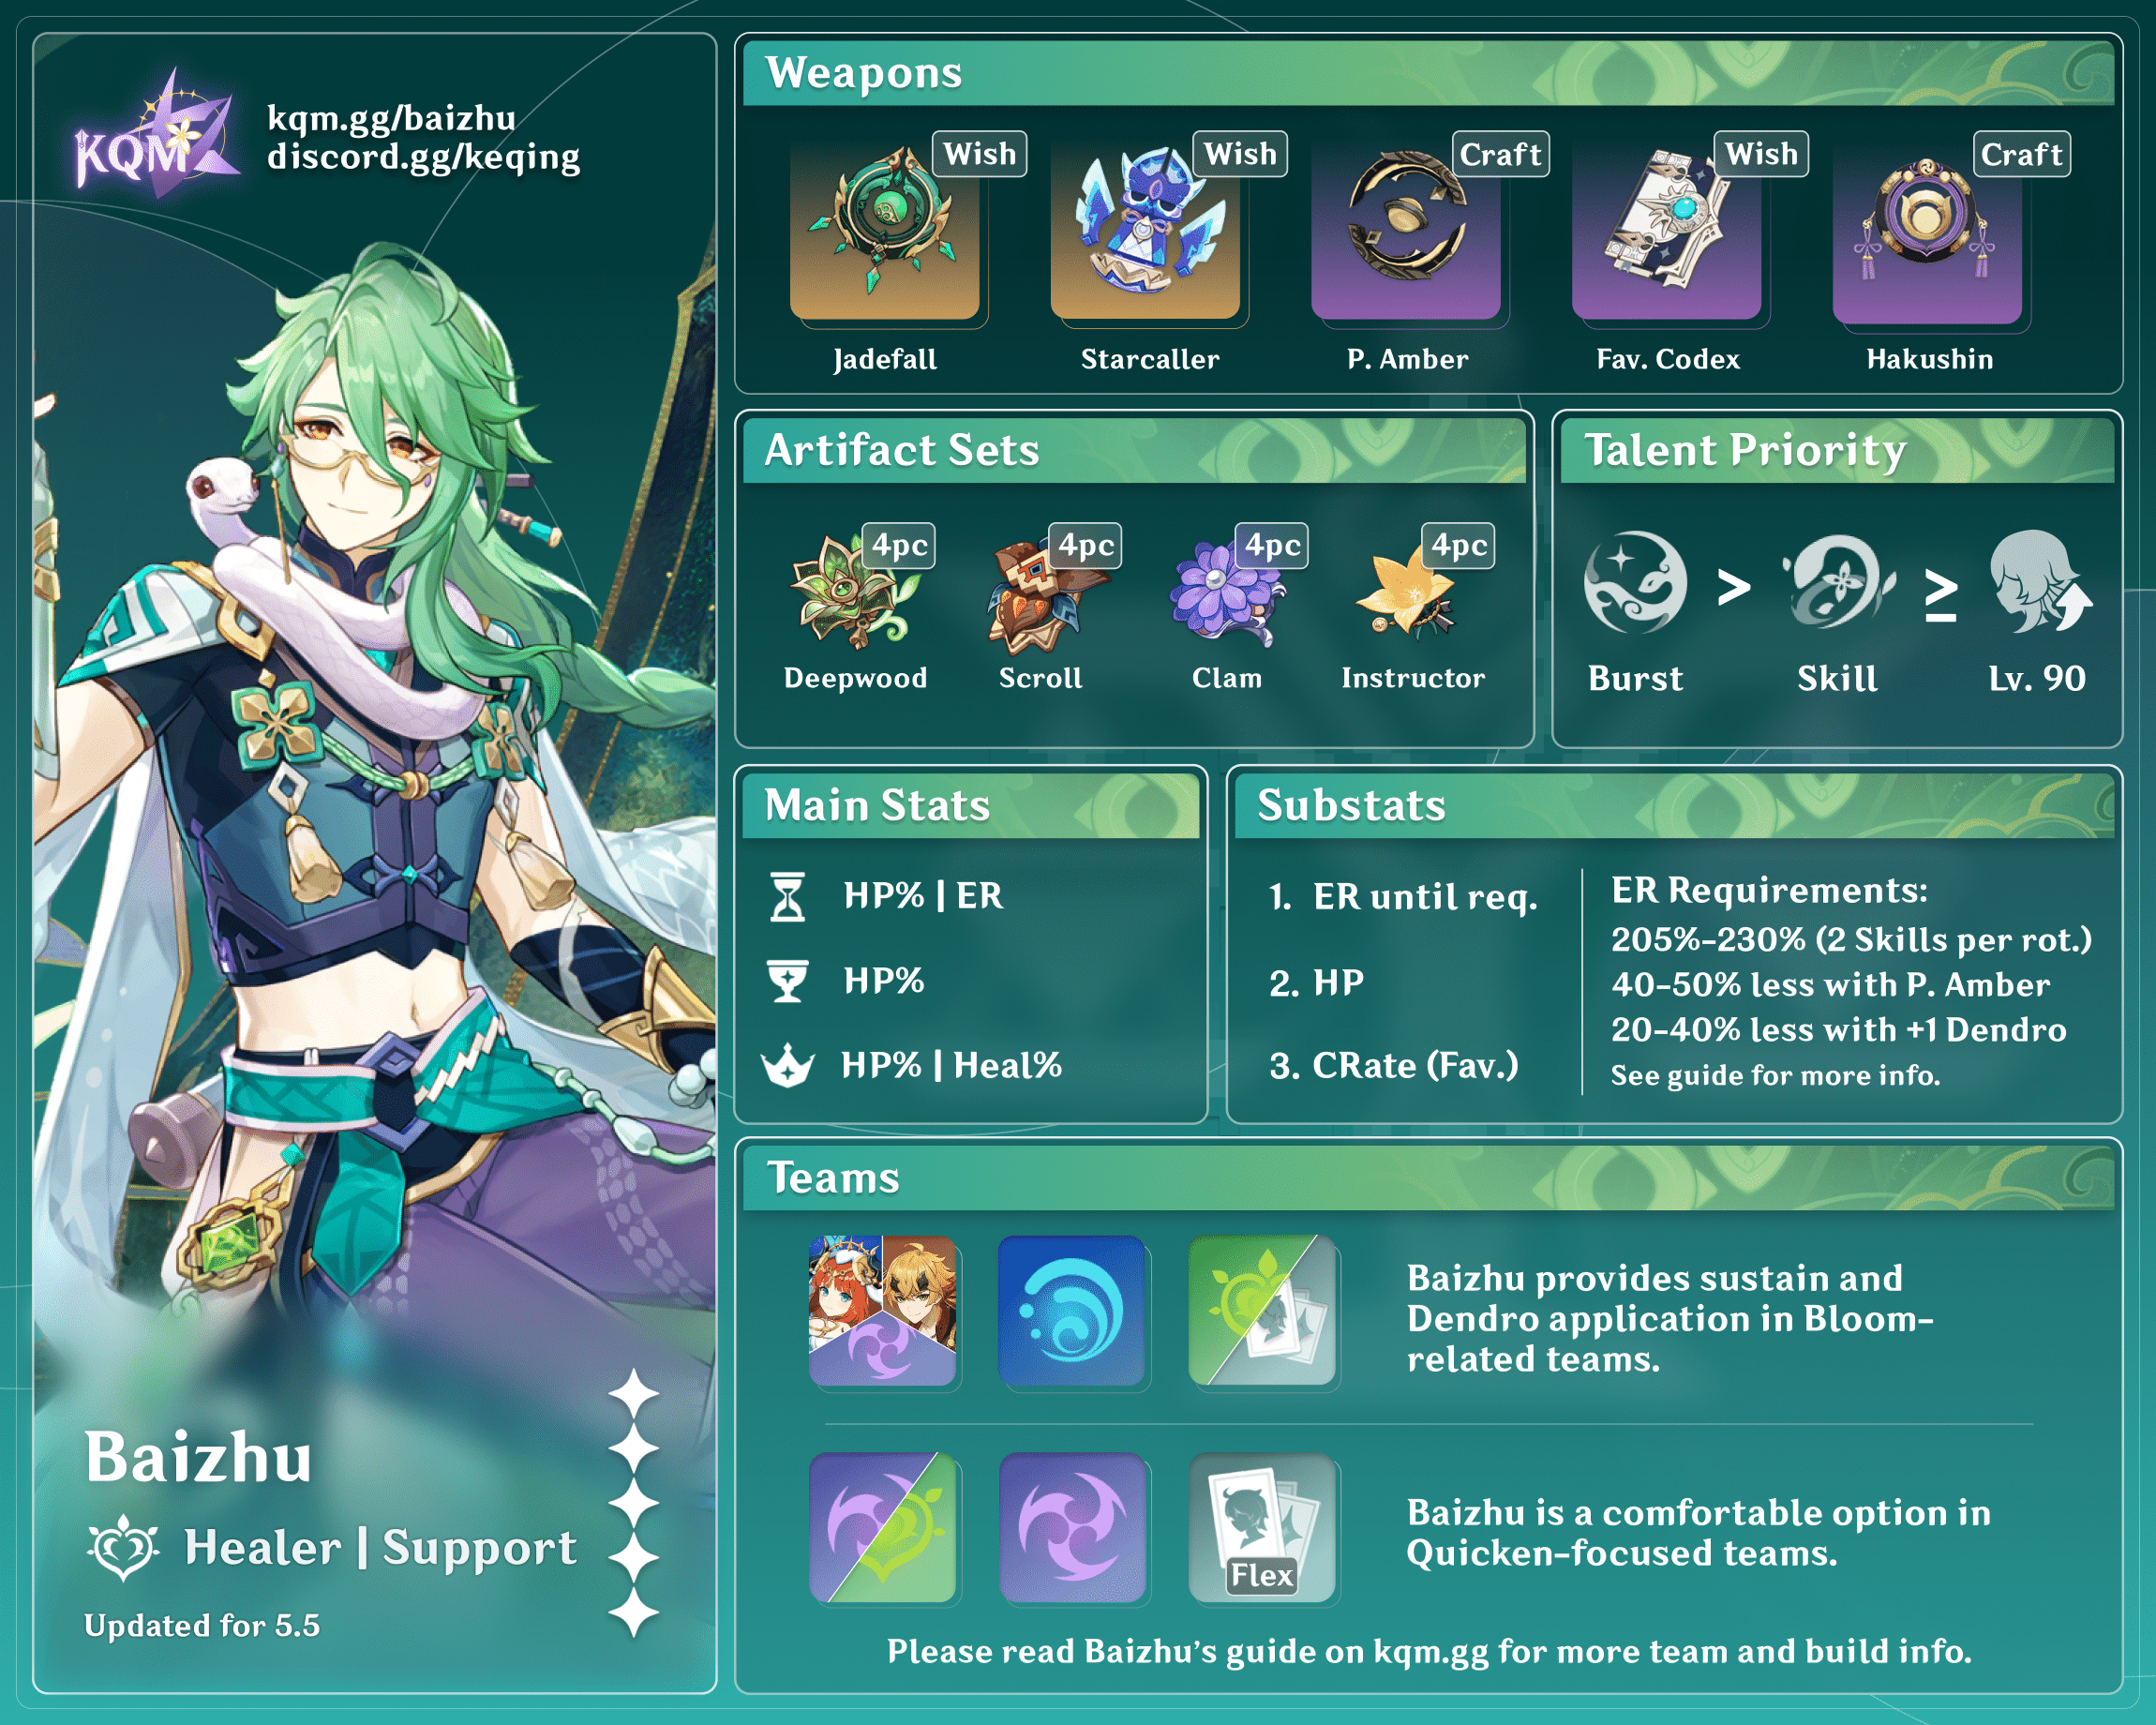 KQM
kqm.gg/baizhu
discord.gg/keqing
Baizhu
Healer | Support
Updated for 5.5
Weapons
Wish
Wish
Craft
Wish
Craft
Jadefall
Starcaller
P. Amber
Fav. Codex
Hakushin
Artifact Sets
4pc
4pc
4pc
4pc
Deepwood
Scroll
Clam
Instructor
Talent Priority
> ≥
Burst
Skill
Lv. 90
Main Stats
HP% | ER
HP%
HP% | Heal%
Substats
1. ER until req.
2. HP
3. CRate (Fav.)
ER Requirements:
205%-230% (2 Skills per rot.)
40-50% less with P. Amber
20-40% less with +1 Dendro
See guide for more info.
Teams
Baizhu provides sustain and
Dendro application in Bloom-
related teams.
Flex
Baizhu is a comfortable option in
Quicken-focused teams.
Please read Baizhu's guide on kqm.gg for more team and build info.